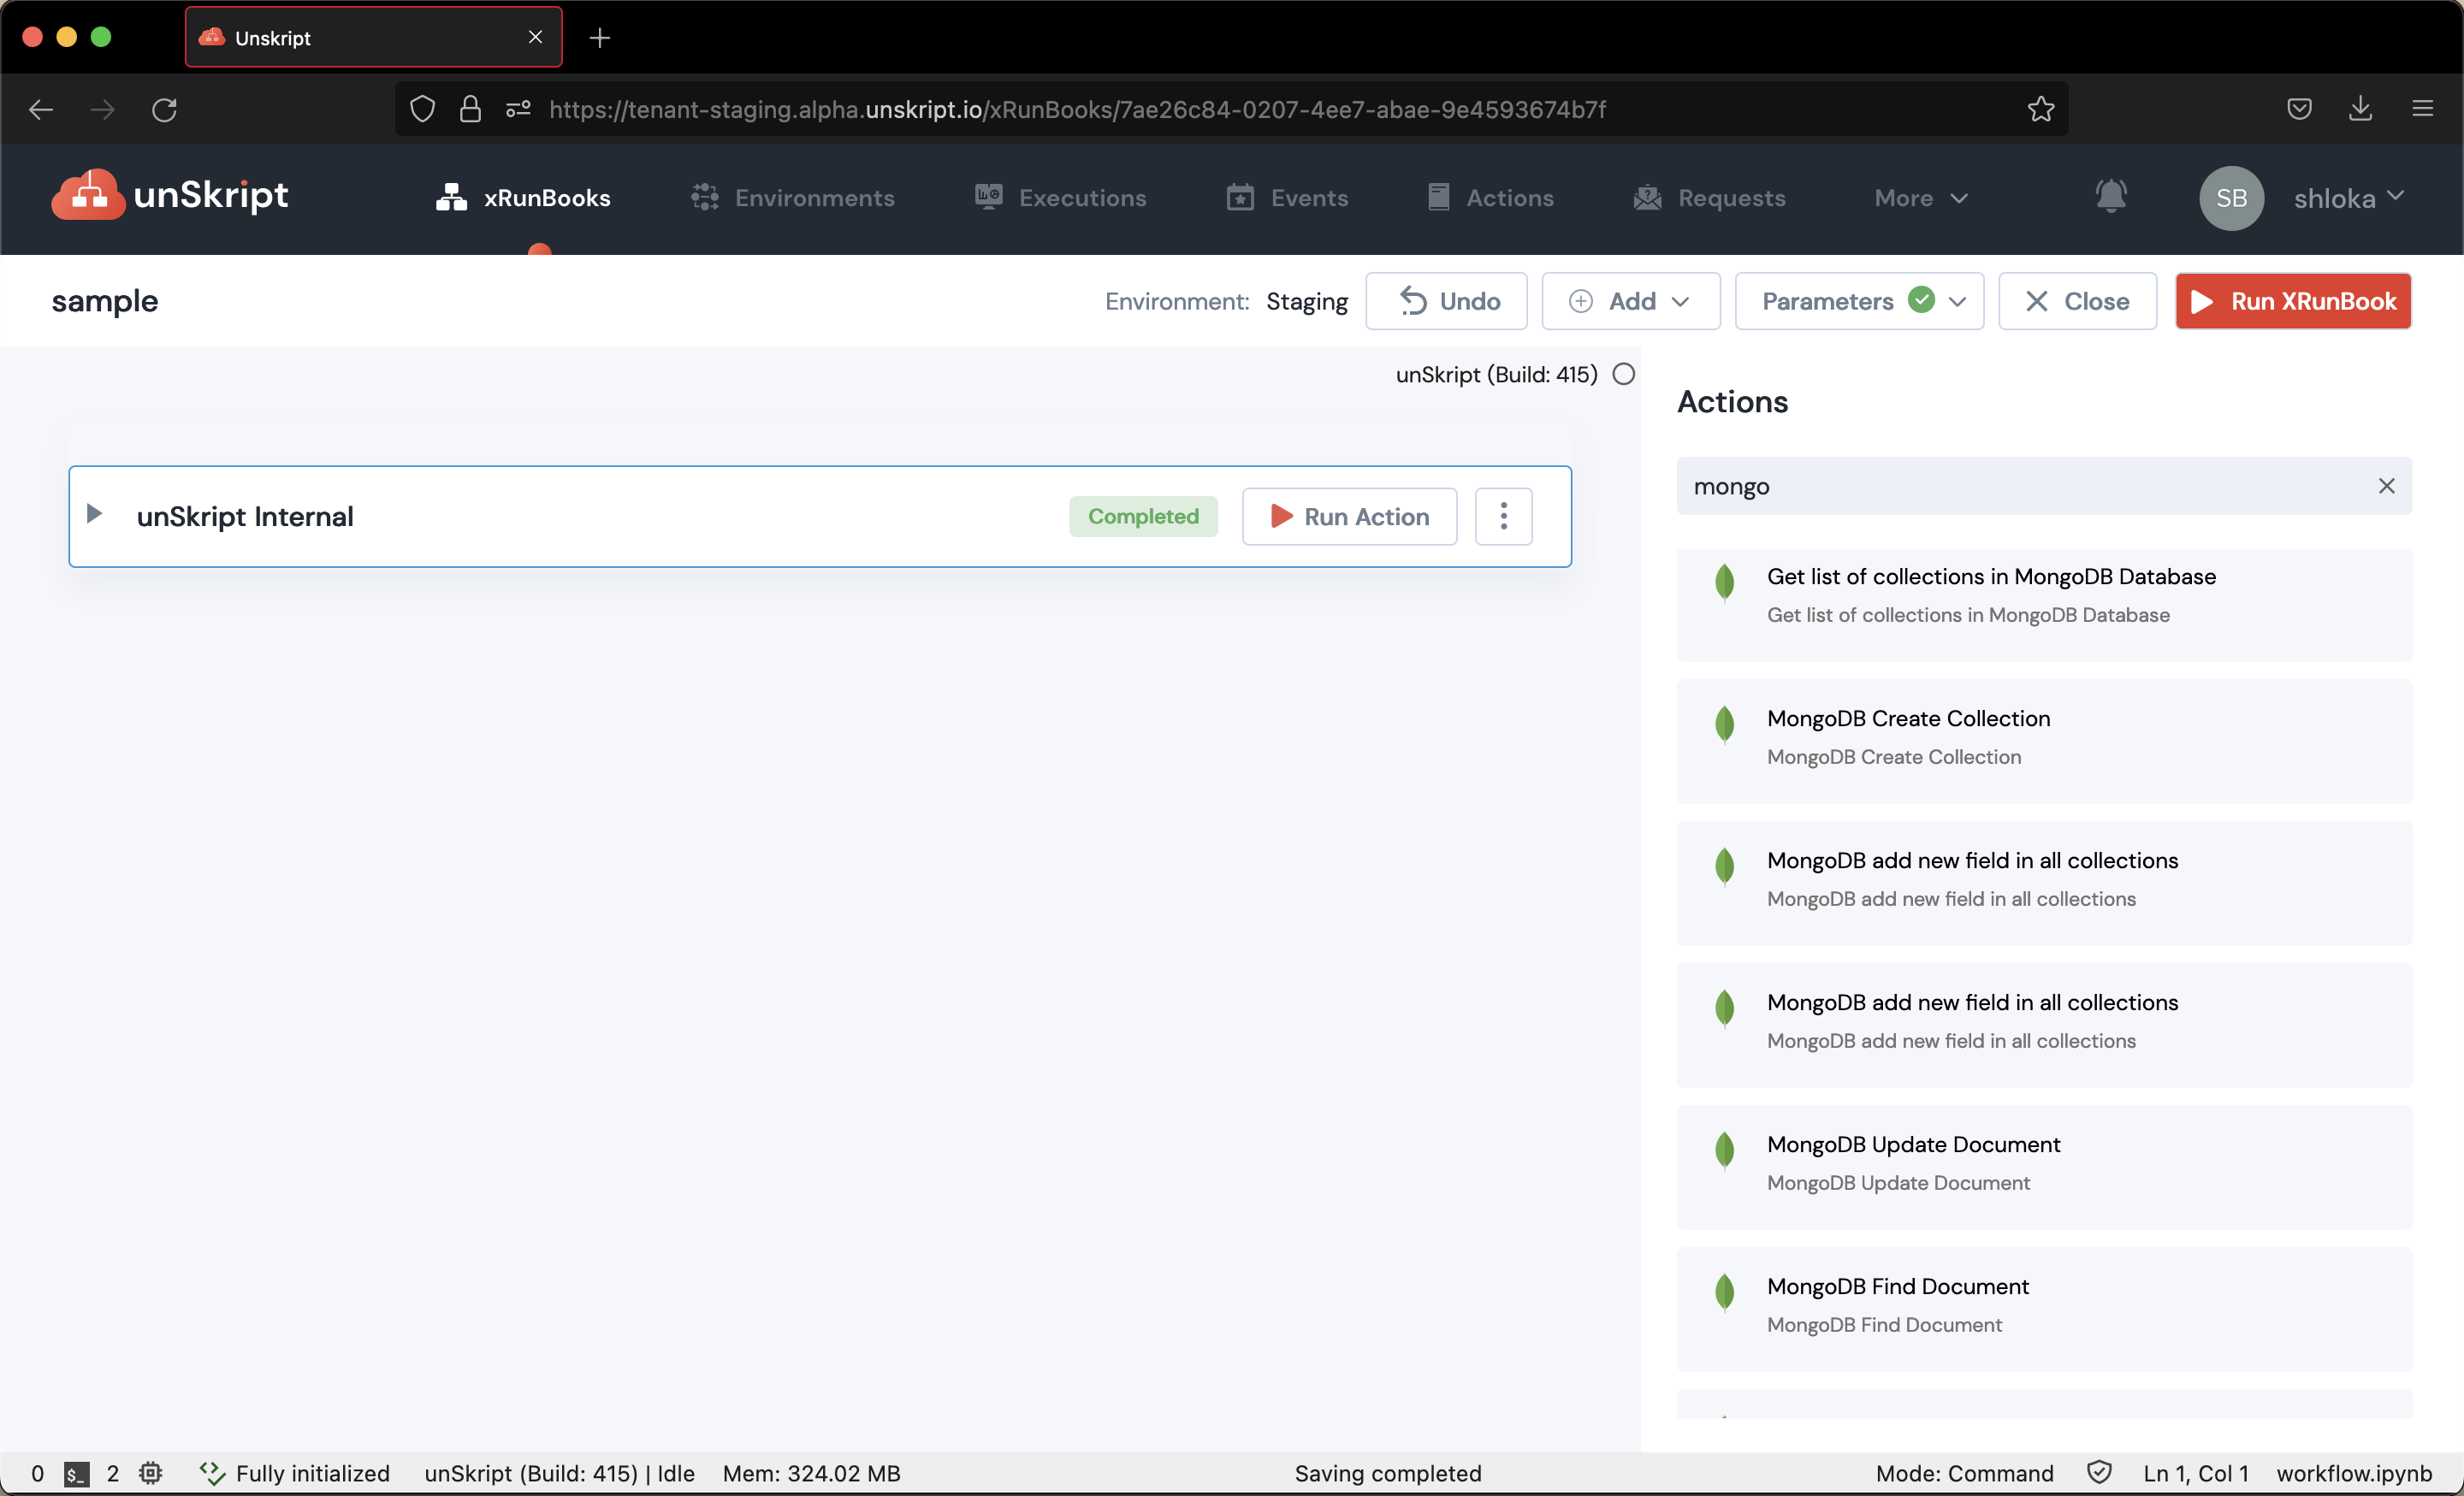 Unskript
https://tenant-staging.alpha.unskript.io/xRunBooks/7ae26c84-0207-4ee7-abae-9e4593674b7f
unSkript
xRunBooks
Environments
Executions
Events
Actions
Requests
More
SB
shloka
sample
Environment: Staging
Undo
Add
Parameters
Close
Run XRunBook
unSkript (Build: 415)
unSkript Internal
Completed
Run Action
Actions
mongo
Get list of collections in MongoDB Database
Get list of collections in MongoDB Database
MongoDB Create Collection
MongoDB Create Collection
MongoDB add new field in all collections
MongoDB add new field in all collections
MongoDB add new field in all collections
MongoDB add new field in all collections
MongoDB Update Document
MongoDB Update Document
MongoDB Find Document
MongoDB Find Document
0 $_ 2 Fully initialized unSkript (Build: 415) | Idle Mem: 324.02 MB Saving completed Mode: Command Ln 1, Col 1 workflow.ipynb